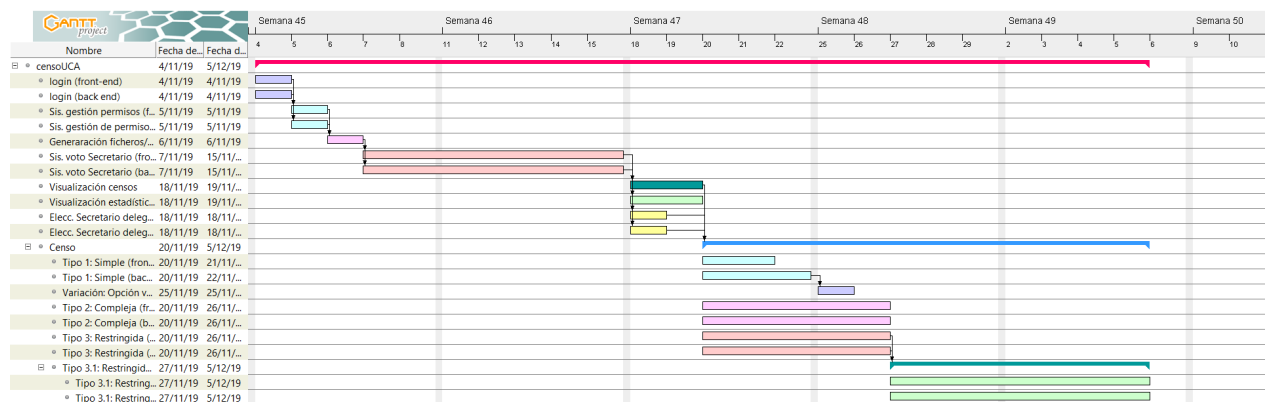 GANTT project
Semana 45 Semana 46 Semana 47 Semana 48 Semana 49 Semana 50
Nombre Fecha de... Fecha d... 4 5 6 7 8 11 12 13 14 15 18 19 20 21 22 25 26 27 28 29 2 3 4 5 6 9 10
censoUCA 4/11/19 5/12/19
login (front-end) 4/11/19 4/11/19
login (back end) 4/11/19 4/11/19
Sis. gestión permisos (f... 5/11/19 5/11/19
Sis. gestión de permiso... 5/11/19 5/11/19
Generaración ficheros/... 6/11/19 6/11/19
Sis. voto Secretario (fro... 7/11/19 15/11/...
Sis. voto Secretario (ba... 7/11/19 15/11/...
Visualización censos 18/11/19 19/11/...
Visualización estadístic... 18/11/19 19/11/...
Elecc. Secretario deleg... 18/11/19 18/11/...
Elecc. Secretario deleg... 18/11/19 18/11/...
Censo 20/11/19 5/12/19
Tipo 1: Simple (fron... 20/11/19 21/11/...
Tipo 1: Simple (bac... 20/11/19 22/11/...
Variación: Opción v... 25/11/19 25/11/...
Tipo 2: Compleja (fr... 20/11/19 26/11/...
Tipo 2: Compleja (b... 20/11/19 26/11/...
Tipo 3: Restringida (... 20/11/19 26/11/...
Tipo 3: Restringida (... 20/11/19 26/11/...
Tipo 3.1: Restringid... 27/11/19 5/12/19
Tipo 3.1: Restring... 27/11/19 5/12/19
Tipo 3.1: Restring... 27/11/19 5/12/19